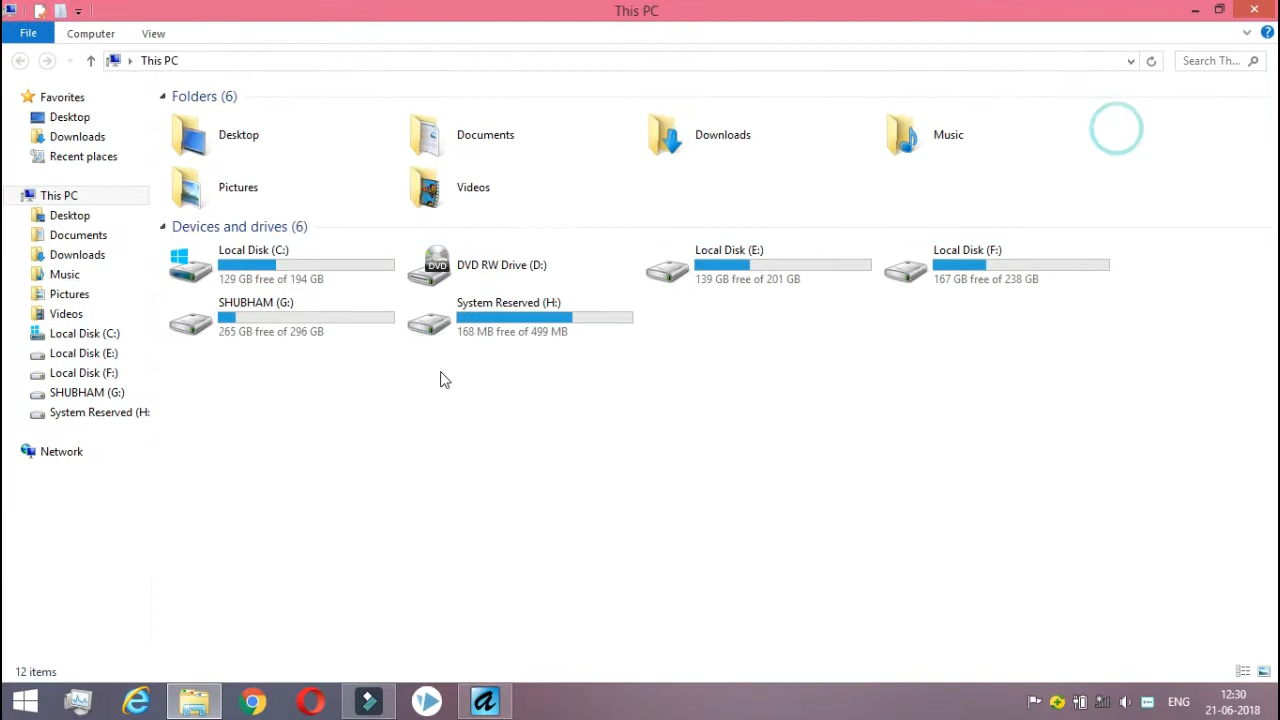 This PC
File Computer View
This PC Search Th...
Favorites
Desktop
Downloads
Recent places
This PC
Desktop
Documents
Downloads
Music
Pictures
Videos
Local Disk (C:)
Local Disk (E:)
Local Disk (F:)
SHUBHAM (G:)
System Reserved (H:
Network
Folders (6)
Desktop Documents Downloads Music
Pictures Videos
Devices and drives (6)
Local Disk (C:)
129 GB free of 194 GB
DVD
DVD RW Drive (D:)
Local Disk (E:)
139 GB free of 201 GB
Local Disk (F:)
167 GB free of 238 GB
SHUBHAM (G:)
265 GB free of 296 GB
System Reserved (H:)
168 MB free of 499 MB
12 items
ENG
12:30
21-06-2018